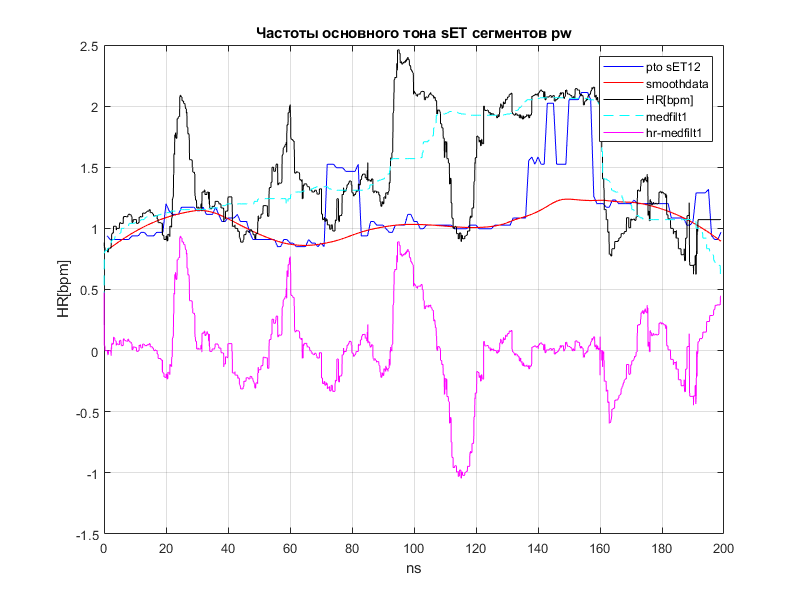 Частоты основного тона sET сегментов pw
2.5
2
1.5
1
0.5
0
-0.5
-1
-1.5
HR[bpm]
pto sET12
smoothdata
HR[bpm]
medfilt1
hr-medfilt1
0 20 40 60 80 100 120 140 160 180 200
ns